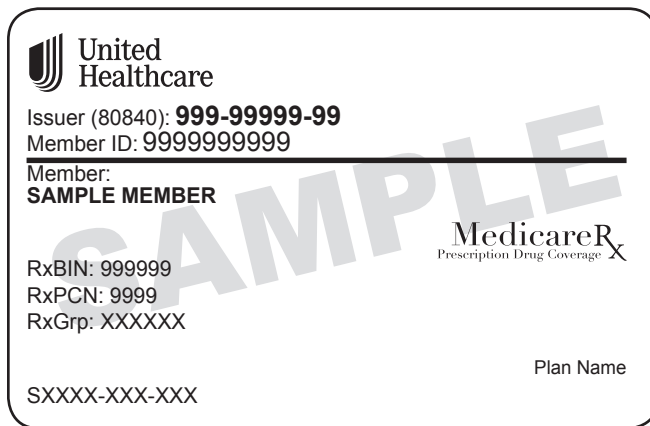 United
Healthcare
Issuer (80840): 999-99999-99
Member ID: 9999999999
Member:
SAMPLE MEMBER
SAMPLE
MedicareRx
Prescription Drug Coverage
RxBIN: 999999
RxPCN: 9999
RxGrp: XXXXXX
Plan Name
SXXXX-XXX-XXX